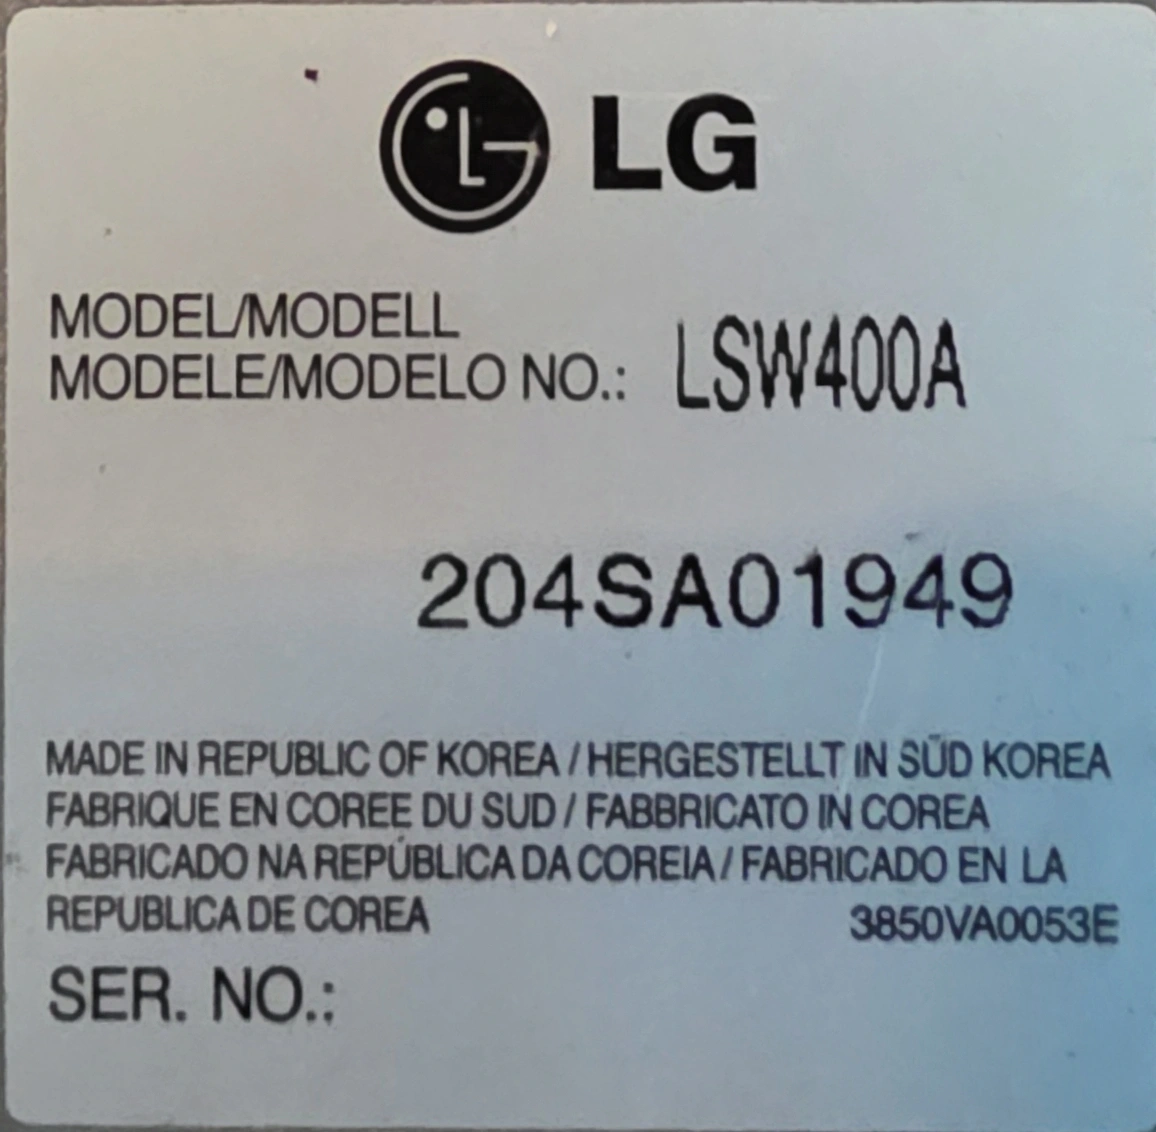 LG
MODEL/MODELL
MODELE/MODELO NO.: LSW400A
204SA01949
MADE IN REPUBLIC OF KOREA / HERGESTELLT IN SÜD KOREA
FABRIQUE EN COREE DU SUD / FABBRICATO IN COREA
FABRICADO NA REPÚBLICA DA COREIA / FABRICADO EN LA
REPUBLICA DE COREA 3850VA0053E
SER. NO.: